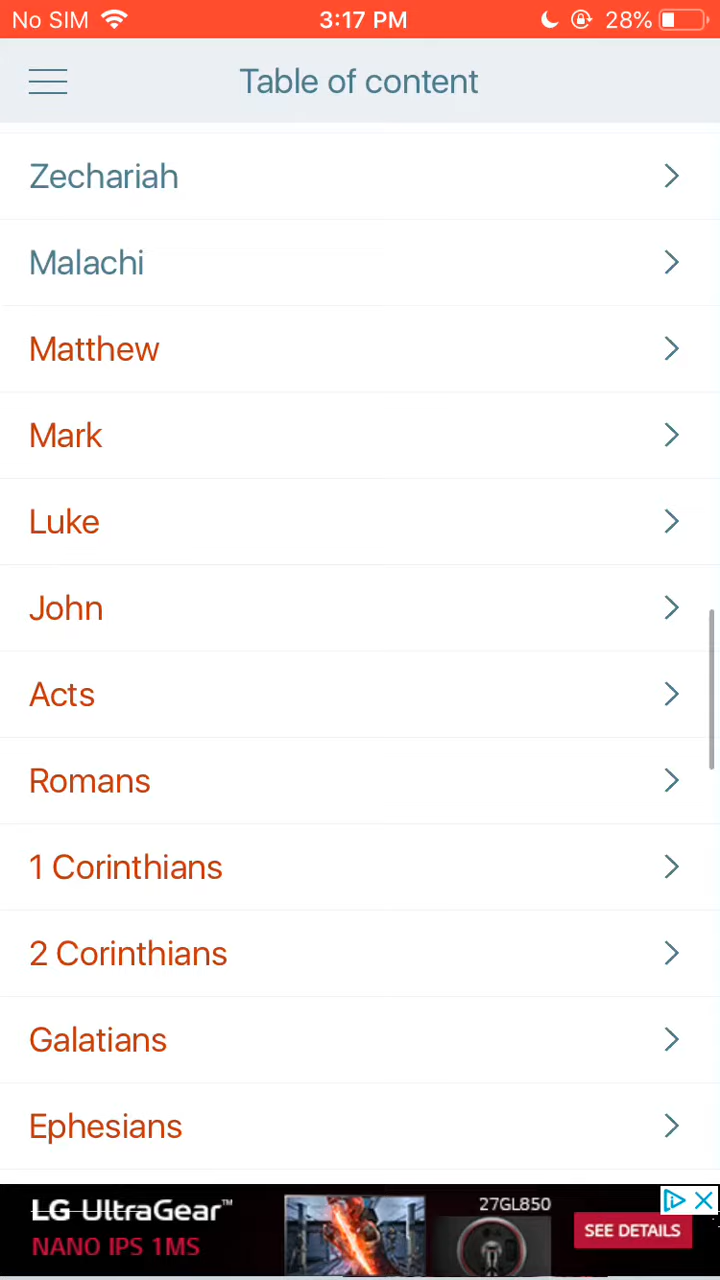 No SIM 3:17 PM 28%
Table of content
Zechariah
Malachi
Matthew
Mark
Luke
John
Acts
Romans
1 Corinthians
2 Corinthians
Galatians
Ephesians
LG UltraGear™ 27GL850
NANO IPS 1MS SEE DETAILS